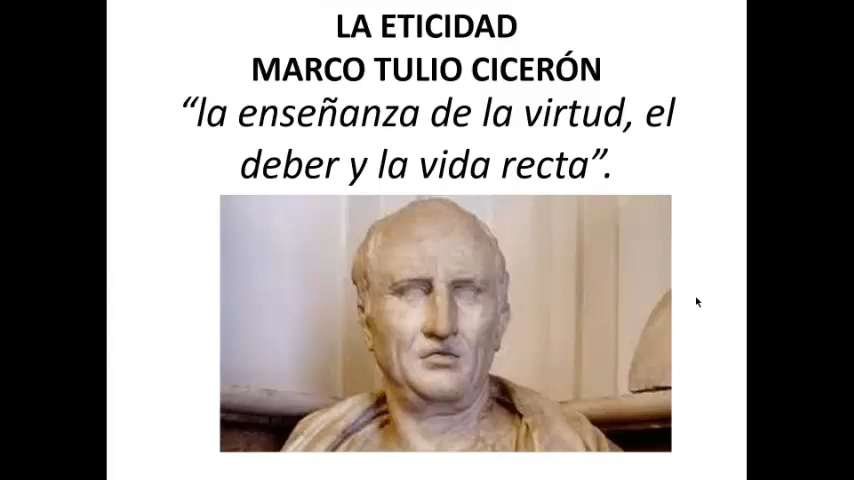 LA ETICIDAD
MARCO TULIO CICERÓN
“la enseñanza de la virtud, el
deber y la vida recta”.